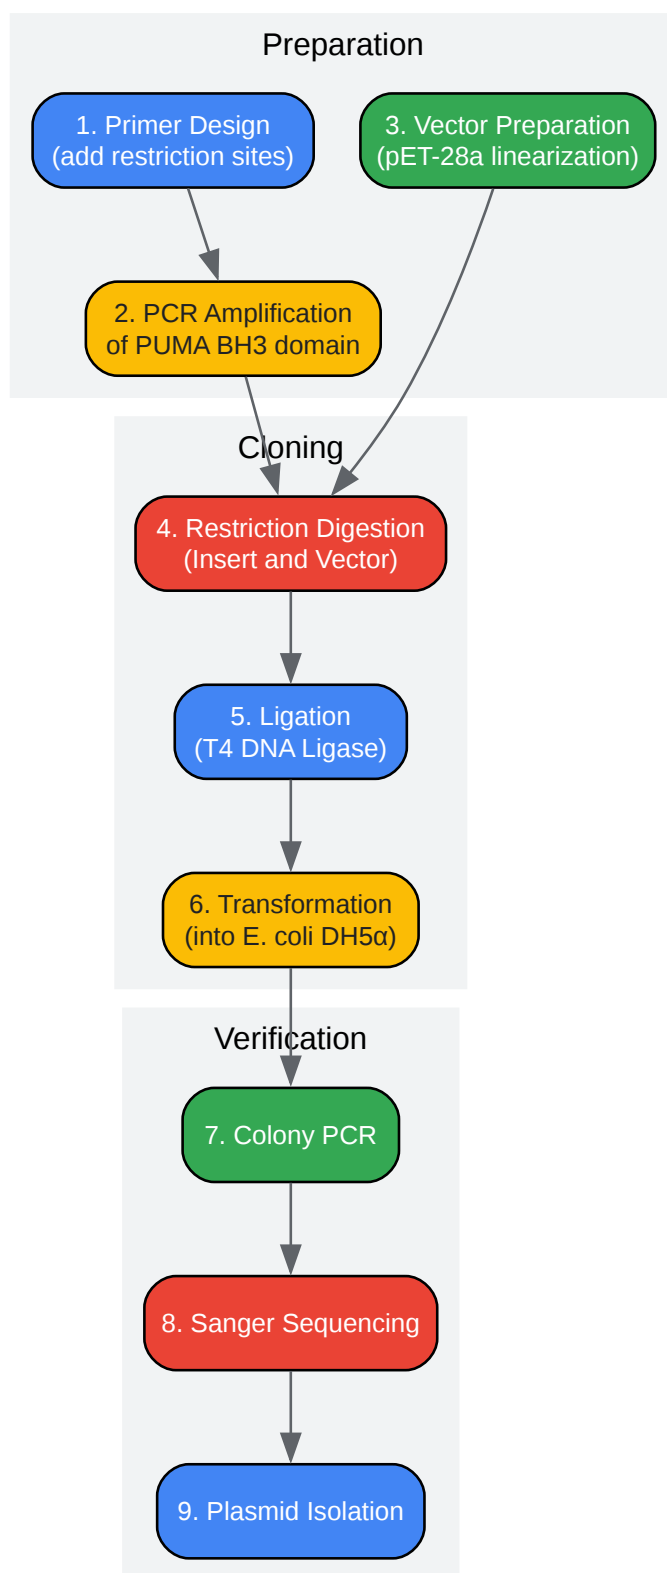 Preparation
1. Primer Design
(add restriction sites)
3. Vector Preparation
(pET-28a linearization)
2. PCR Amplification
of PUMA BH3 domain
Cloning
4. Restriction Digestion
(Insert and Vector)
5. Ligation
(T4 DNA Ligase)
6. Transformation
(into E. coli DH5α)
Verification
7. Colony PCR
8. Sanger Sequencing
9. Plasmid Isolation